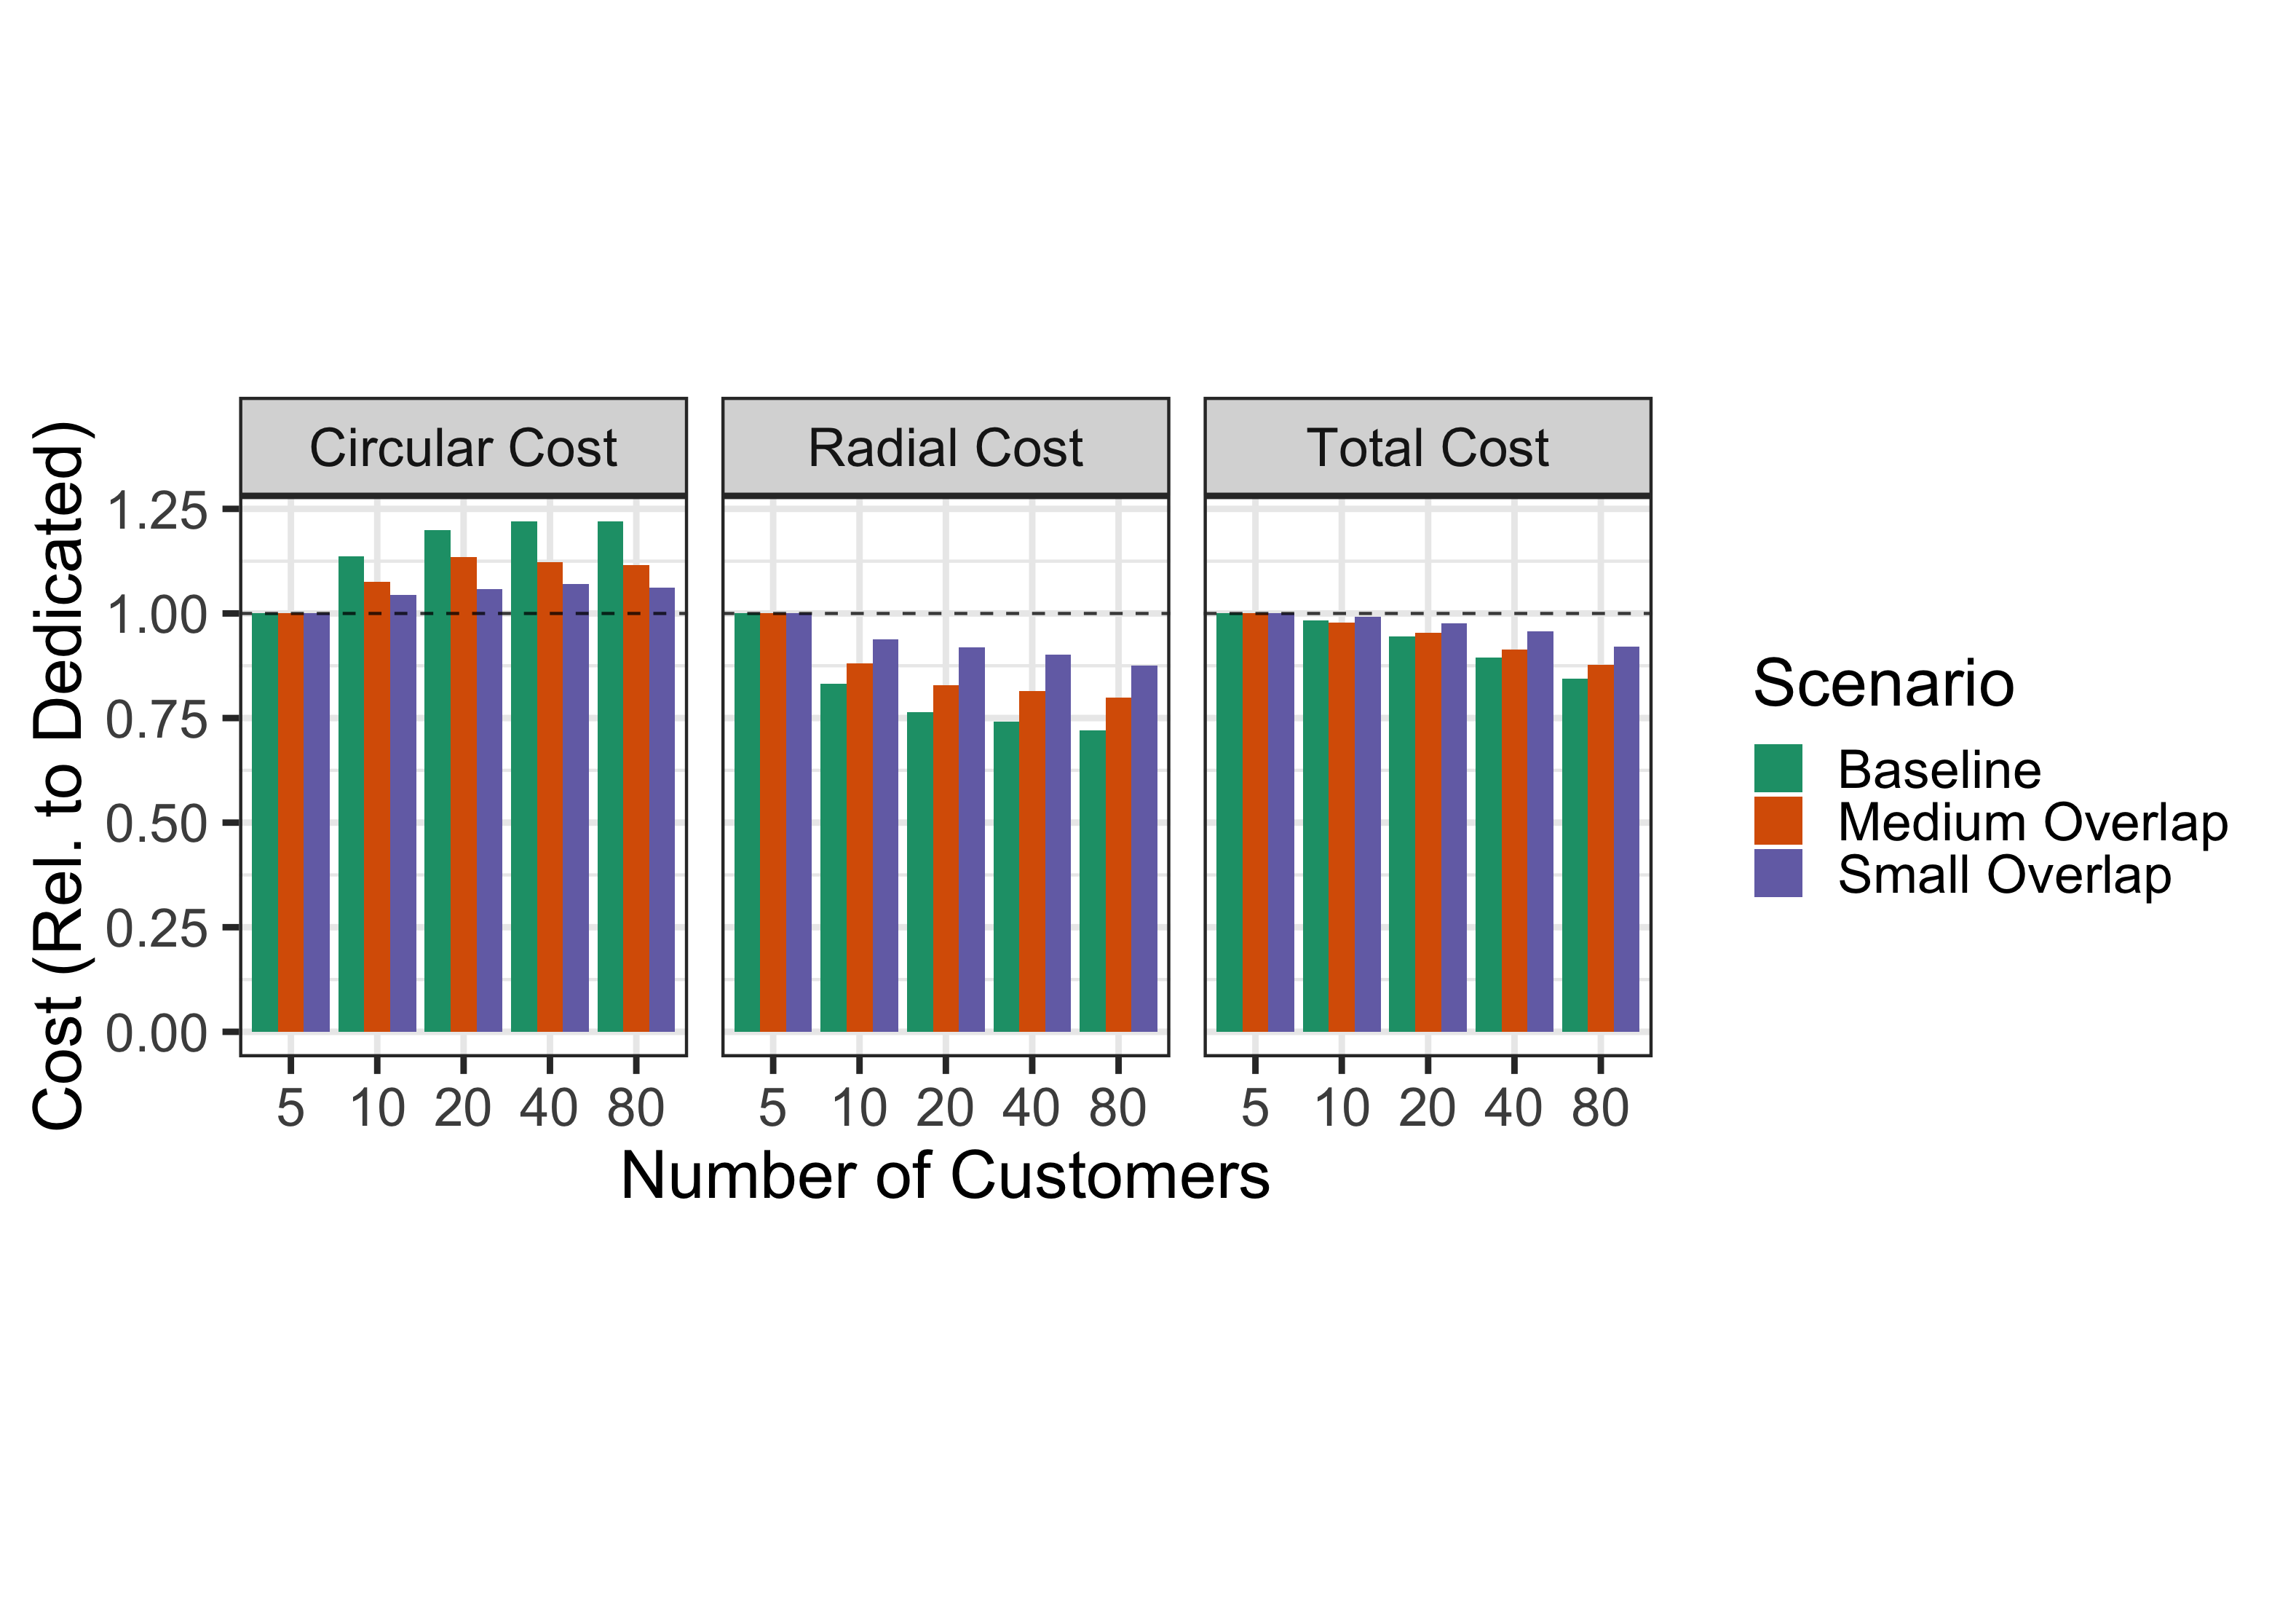 Circular Cost
Radial Cost
Total Cost
Cost (Rel. to Dedicated)
1.25
1.00
0.75
0.50
0.25
0.00
5 10 20 40 80
5 10 20 40 80
5 10 20 40 80
Number of Customers
Scenario
Baseline
Medium Overlap
Small Overlap